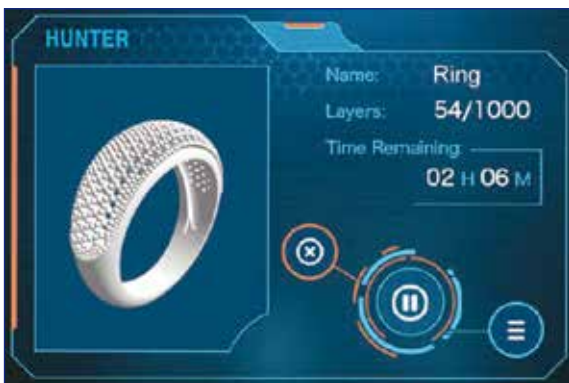 HUNTER
Name: Ring
Layers: 54/1000
Time Remaining:
02 H 06 M